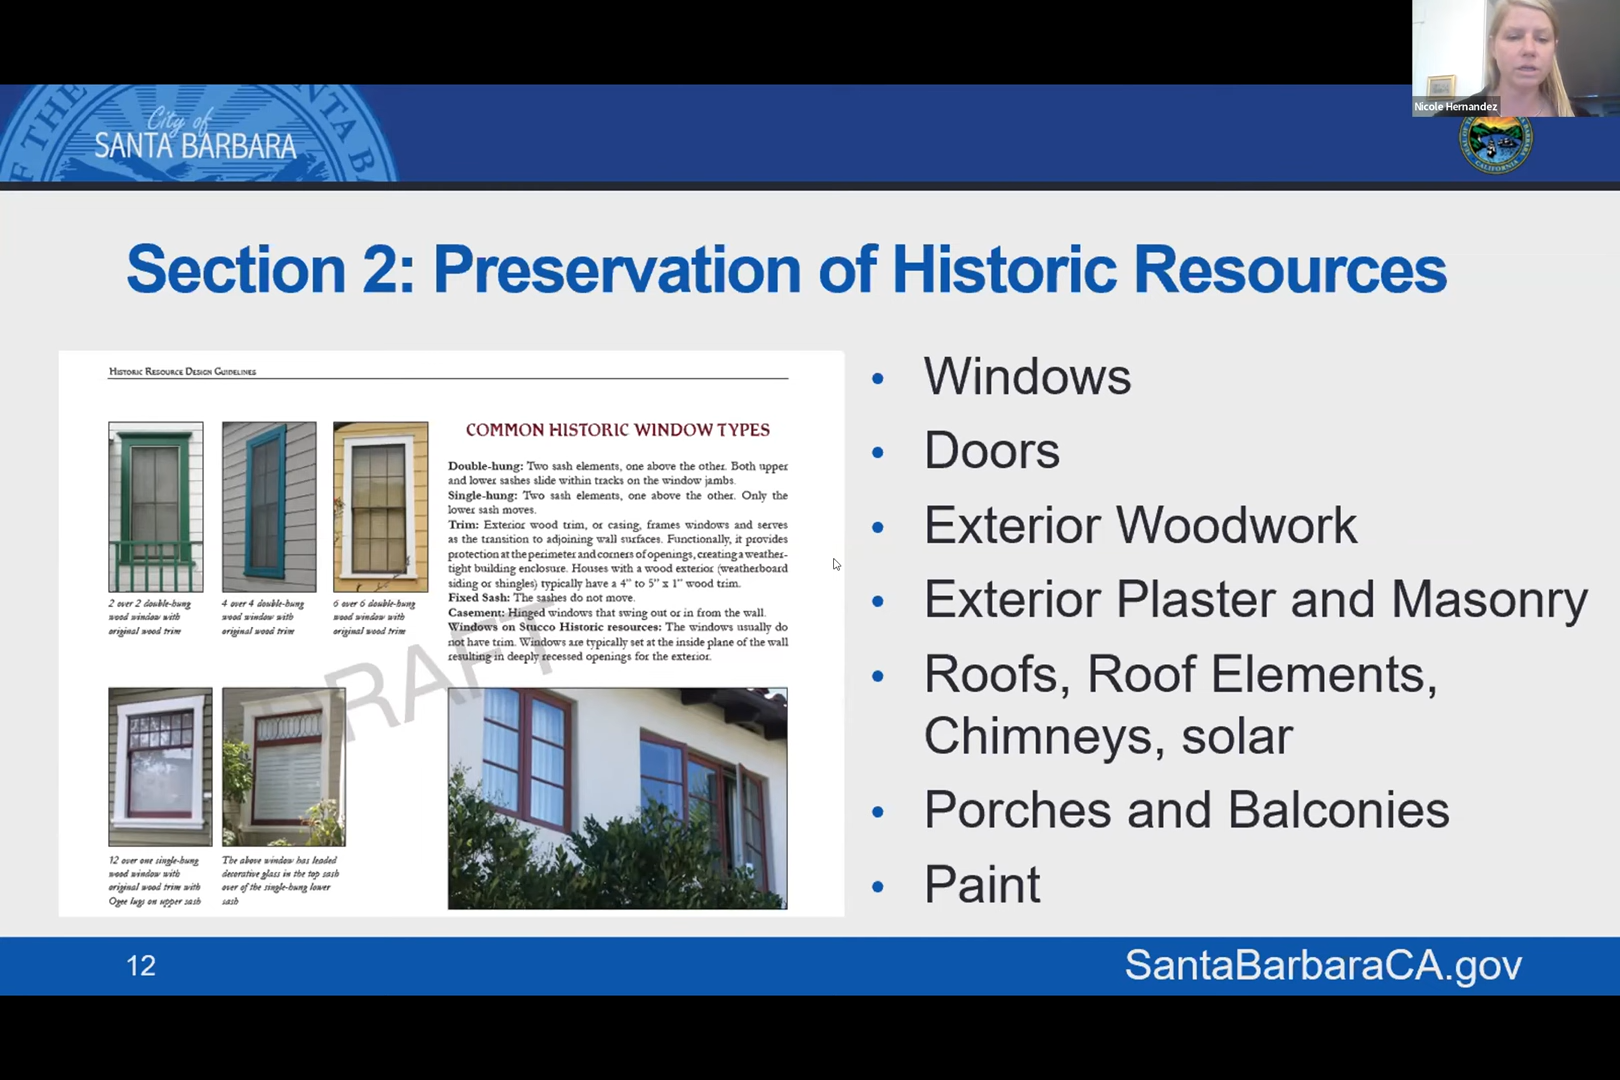 Nicole Hernandez
City of
SANTA BARBARA
Section 2: Preservation of Historic Resources
HISTORIC RESOURCE DESIGN GUIDELINES
COMMON HISTORIC WINDOW TYPES
Double-hung: Two sash elements, one above the other. Both upper
and lower sashes slide within tracks on the window jambs.
Single-hung: Two sash elements, one above the other. Only the
lower sash moves.
Trim: Exterior wood trim, or casing, frames windows and serves
as the transition to adjoining wall surfaces. Functionally, it provides
protection at the perimeter and corners of openings, creating a weather-
tight building enclosure. Houses with a wood exterior (weatherboard
siding or shingles) typically have a 4" to 5" x 1" wood trim.
Fixed Sash: The sashes do not move.
Casement: Hinged windows that swing out or in from the wall.
Windows on Stucco Historic resources: The windows usually do
not have trim. Windows are typically set at the inside plane of the wall
resulting in deeply recessed openings for the exterior.
2 over 2 double-hung
wood window with
original wood trim
4 over 4 double-hung
wood window with
original wood trim
6 over 6 double-hung
wood window with
original wood trim
DRAFT
12 over one single-hung
wood window with
original wood trim with
Ogee lugs on upper sash
The above window has leaded
decorative glass in the top sash
over of the single-hung lower
sash
• Windows
• Doors
• Exterior Woodwork
• Exterior Plaster and Masonry
• Roofs, Roof Elements,
Chimneys, solar
• Porches and Balconies
• Paint
12
SantaBarbaraCA.gov